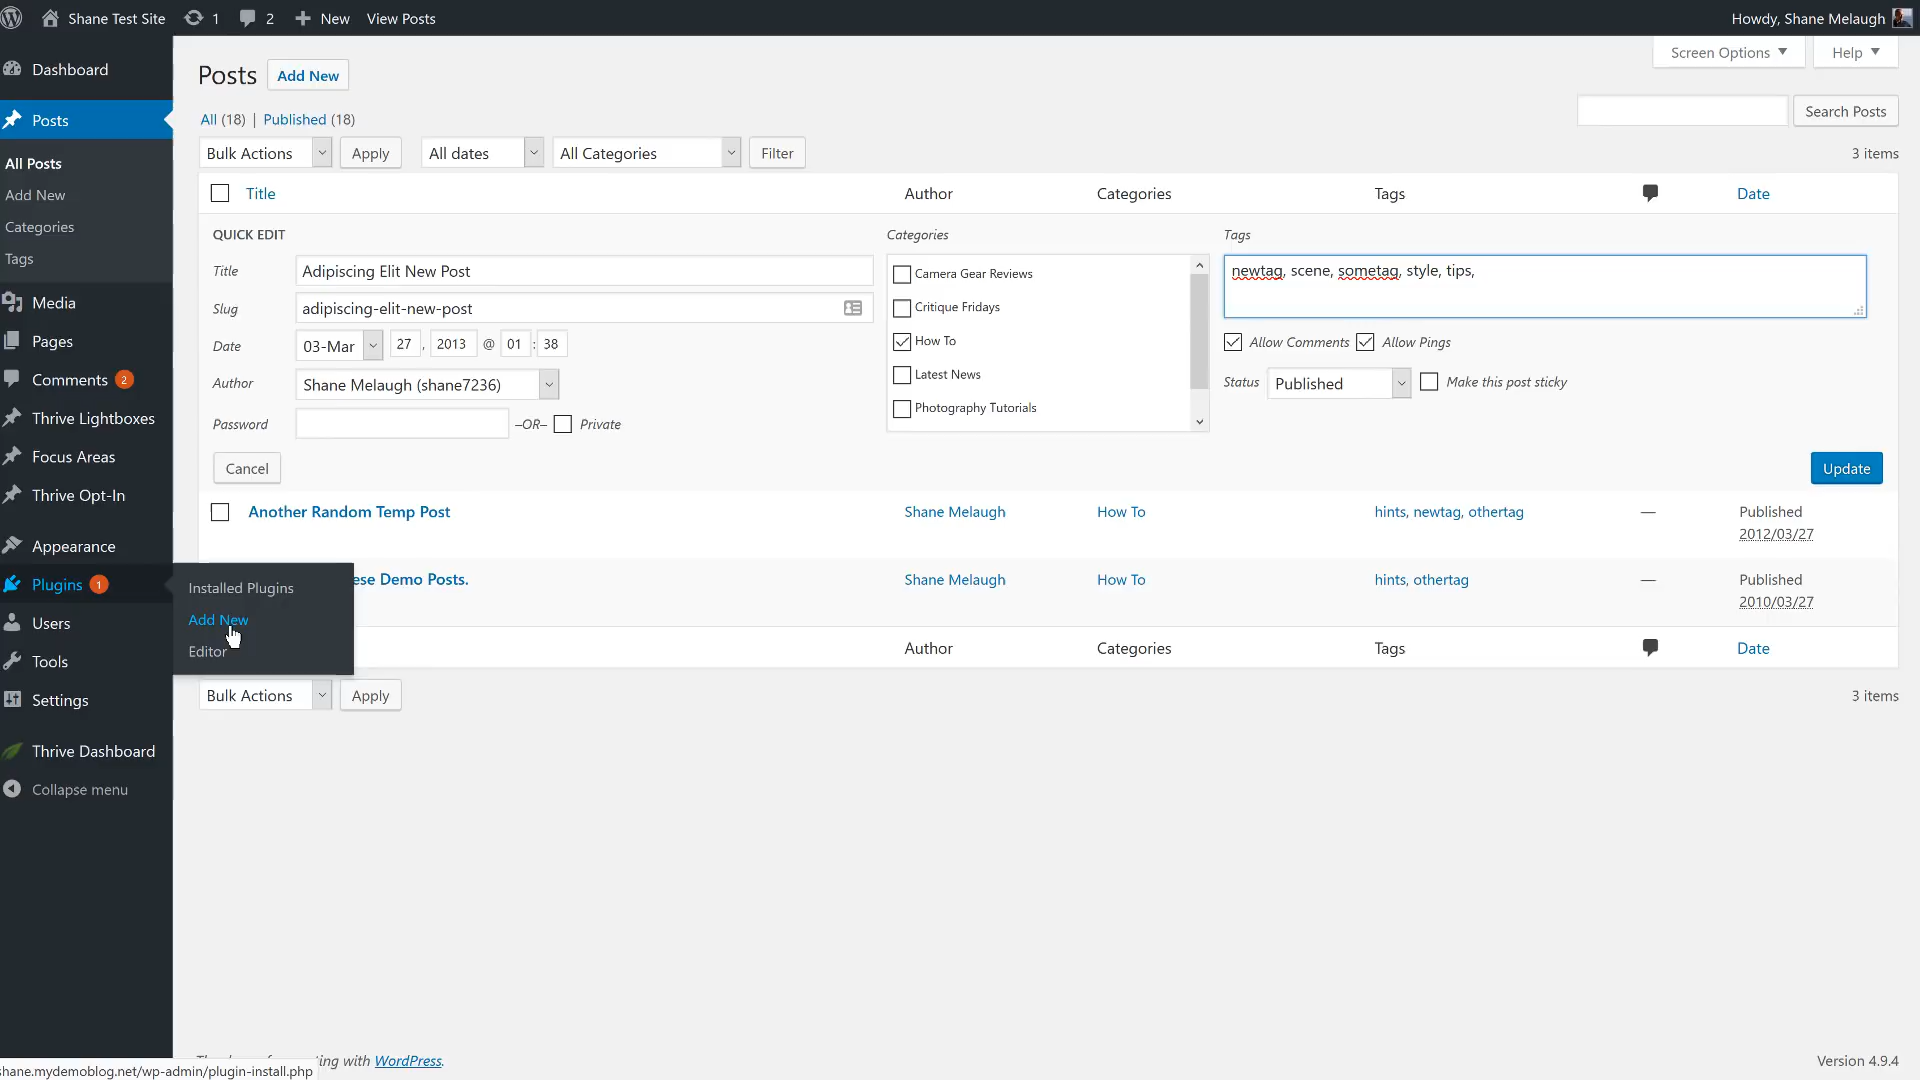 Shane Test Site 1 2 New View Posts Howdy, Shane Melaugh
Screen Options Help
Dashboard
Posts
All Posts
Add New
Categories
Tags
Media
Pages
Comments 2
Thrive Lightboxes
Focus Areas
Thrive Opt-In
Appearance
Plugins 1
Users
Tools
Settings
Thrive Dashboard
Collapse menu
Installed Plugins
Add New
Editor
Posts Add New
All (18) | Published (18)
Search Posts
Bulk Actions Apply All dates All Categories Filter 3 items
Title Author Categories Tags Date
QUICK EDIT
Title Adipiscing Elit New Post
Slug adipiscing-elit-new-post
Date 03-Mar 27 , 2013 @ 01 : 38
Author Shane Melaugh (shane7236)
Password –OR– Private
Categories
Camera Gear Reviews
Critique Fridays
How To
Latest News
Photography Tutorials
Tags
newtag, scene, sometag, style, tips,
Allow Comments Allow Pings
Status Published Make this post sticky
Cancel Update
Another Random Temp Post Shane Melaugh How To hints, newtag, othertag — Published
2012/03/27
ese Demo Posts. Shane Melaugh How To hints, othertag — Published
2010/03/27
Author Categories Tags Date
Bulk Actions Apply 3 items
ing with WordPress. Version 4.9.4
shane.mydemoblog.net/wp-admin/plugin-install.php